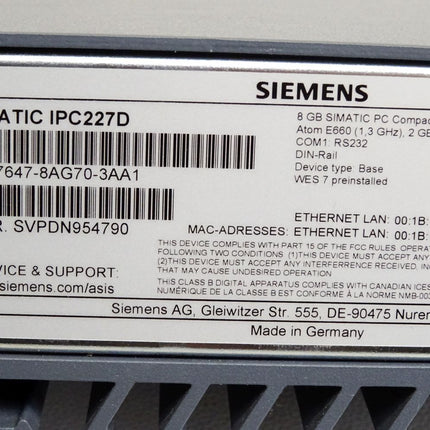 SIEMENS
ATIC IPC227D
7647-8AG70-3AA1
R. SVPDN954790
8 GB SIMATIC PC Compac
Atom E660 (1,3 GHz), 2 GE
COM1: RS232
DIN-Rail
Device type Base
WES 7 preinstalled
ETHERNET LAN: 00:1B:
MAC-ADRESSES: ETHERNET LAN: 00:1B:
THIS DEVICE COMPLIES WITH PART 15 OF THE FCC RULES. OPERA
FOLLOWING TWO CONDITIONS (1)THIS DEVICE MUST ACCEPT ANY
(2)THIS DEVICE MUST ACCEPT ANY INTERFERENCE RECEIVED, INC
THAT MAY CAUSE UNDESIRED OPERATION
THIS CLASS B DIGITAL APPARATUS COMPLIES WITH CANADIAN ICES
NUMÉRIQUE DE LA CLASSE B EST CONFORME À LA NORME NMB-003
VICE & SUPPORT:
siemens.com/asis
Siemens AG, Gleiwitzer Str. 555, DE-90475 Nurem
Made in Germany